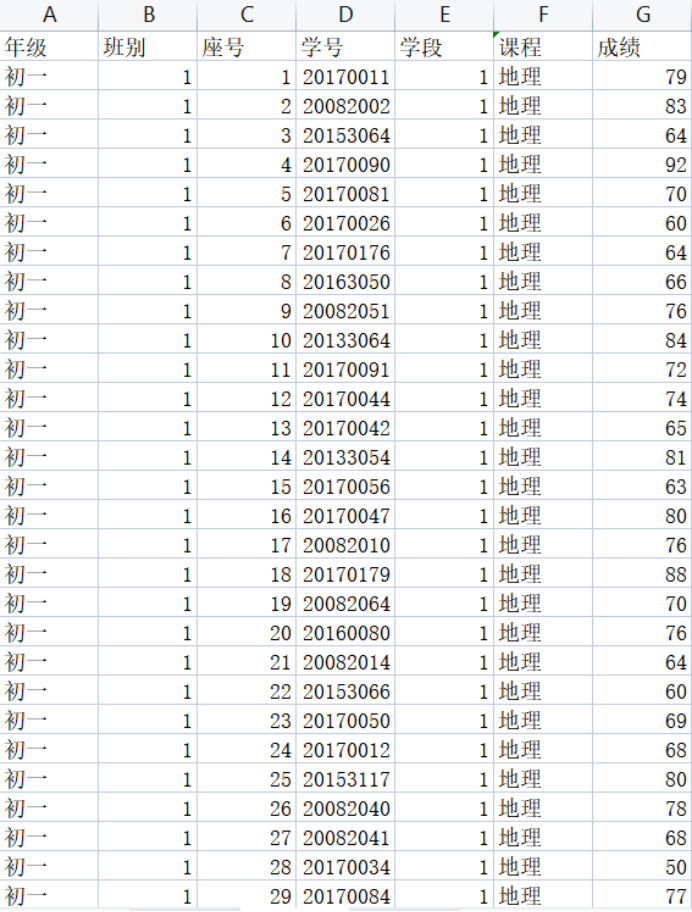 A B C D E F G
年级 班别 座号 学号 学段 课程 成绩
初一 1 1 20170011 1 地理 79
初一 1 2 20082002 1 地理 83
初一 1 3 20153064 1 地理 64
初一 1 4 20170090 1 地理 92
初一 1 5 20170081 1 地理 70
初一 1 6 20170026 1 地理 60
初一 1 7 20170176 1 地理 64
初一 1 8 20163050 1 地理 66
初一 1 9 20082051 1 地理 76
初一 1 10 20133064 1 地理 84
初一 1 11 20170091 1 地理 72
初一 1 12 20170044 1 地理 74
初一 1 13 20170042 1 地理 65
初一 1 14 20133054 1 地理 81
初一 1 15 20170056 1 地理 63
初一 1 16 20170047 1 地理 80
初一 1 17 20082010 1 地理 76
初一 1 18 20170179 1 地理 88
初一 1 19 20082064 1 地理 70
初一 1 20 20160080 1 地理 76
初一 1 21 20082014 1 地理 64
初一 1 22 20153066 1 地理 60
初一 1 23 20170050 1 地理 69
初一 1 24 20170012 1 地理 68
初一 1 25 20153117 1 地理 80
初一 1 26 20082040 1 地理 78
初一 1 27 20082041 1 地理 68
初一 1 28 20170034 1 地理 50
初一 1 29 20170084 1 地理 77